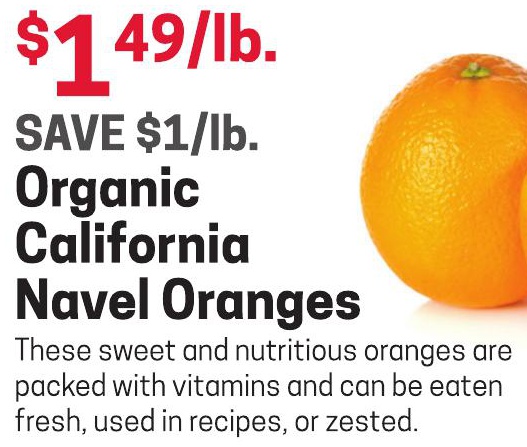 $1 49/lb.
SAVE $1/lb.
Organic
California
Navel Oranges
These sweet and nutritious oranges are
packed with vitamins and can be eaten
fresh, used in recipes, or zested.